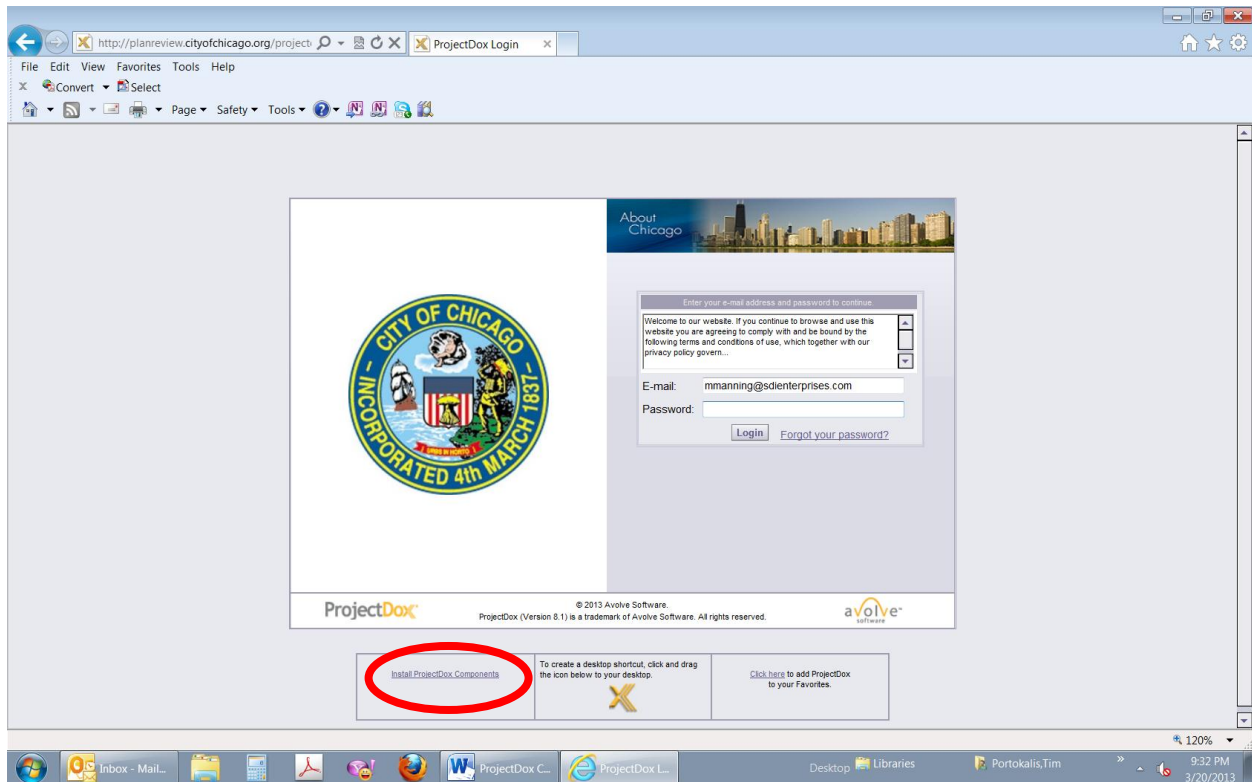 http://planreview.cityofchicago.org/project
ProjectDox Login
File Edit View Favorites Tools Help
x Convert Select
Page Safety Tools
About
Chicago
CITY OF CHICAGO
INCORPORATED 4th MARCH 1837
URBS IN HORTO
Enter your e-mail address and password to continue.
Welcome to our website. If you continue to browse and use this
website you are agreeing to comply with and be bound by the
following terms and conditions of use, which together with our
privacy policy govern...
E-mail: mmanning@sdienterprises.com
Password:
Login Forgot your password?
ProjectDox
© 2013 Avolve Software.
ProjectDox (Version 8.1) is a trademark of Avolve Software. All rights reserved.
avolve
software
Install ProjectDox Components
To create a desktop shortcut, click and drag
the icon below to your desktop.
Click here to add ProjectDox
to your Favorites.
120%
Inbox - Mail...
ProjectDox C...
ProjectDox L...
Desktop
Libraries
Portokalis,Tim
9:32 PM
3/20/2013